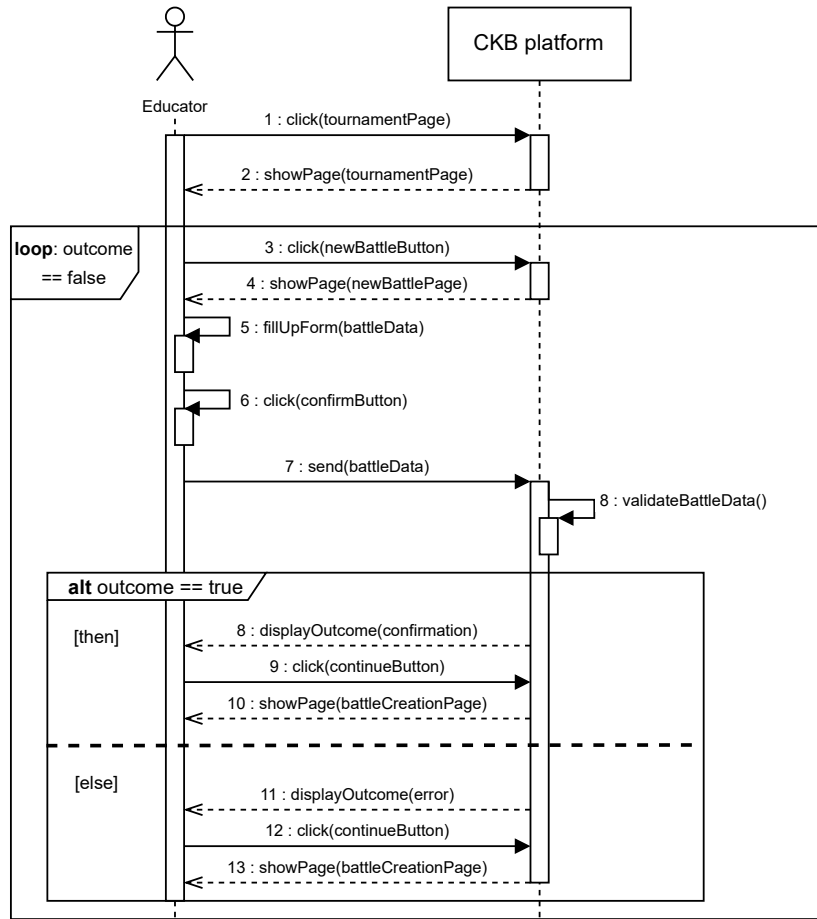 CKB platform
Educator
1 : click(tournamentPage)
2 : showPage(tournamentPage)
loop: outcome
== false
3 : click(newBattleButton)
4 : showPage(newBattlePage)
5 : fillUpForm(battleData)
6 : click(confirmButton)
7 : send(battleData)
8 : validateBattleData()
alt outcome == true
[then]
8 : displayOutcome(confirmation)
9 : click(continueButton)
10 : showPage(battleCreationPage)
[else]
11 : displayOutcome(error)
12 : click(continueButton)
13 : showPage(battleCreationPage)